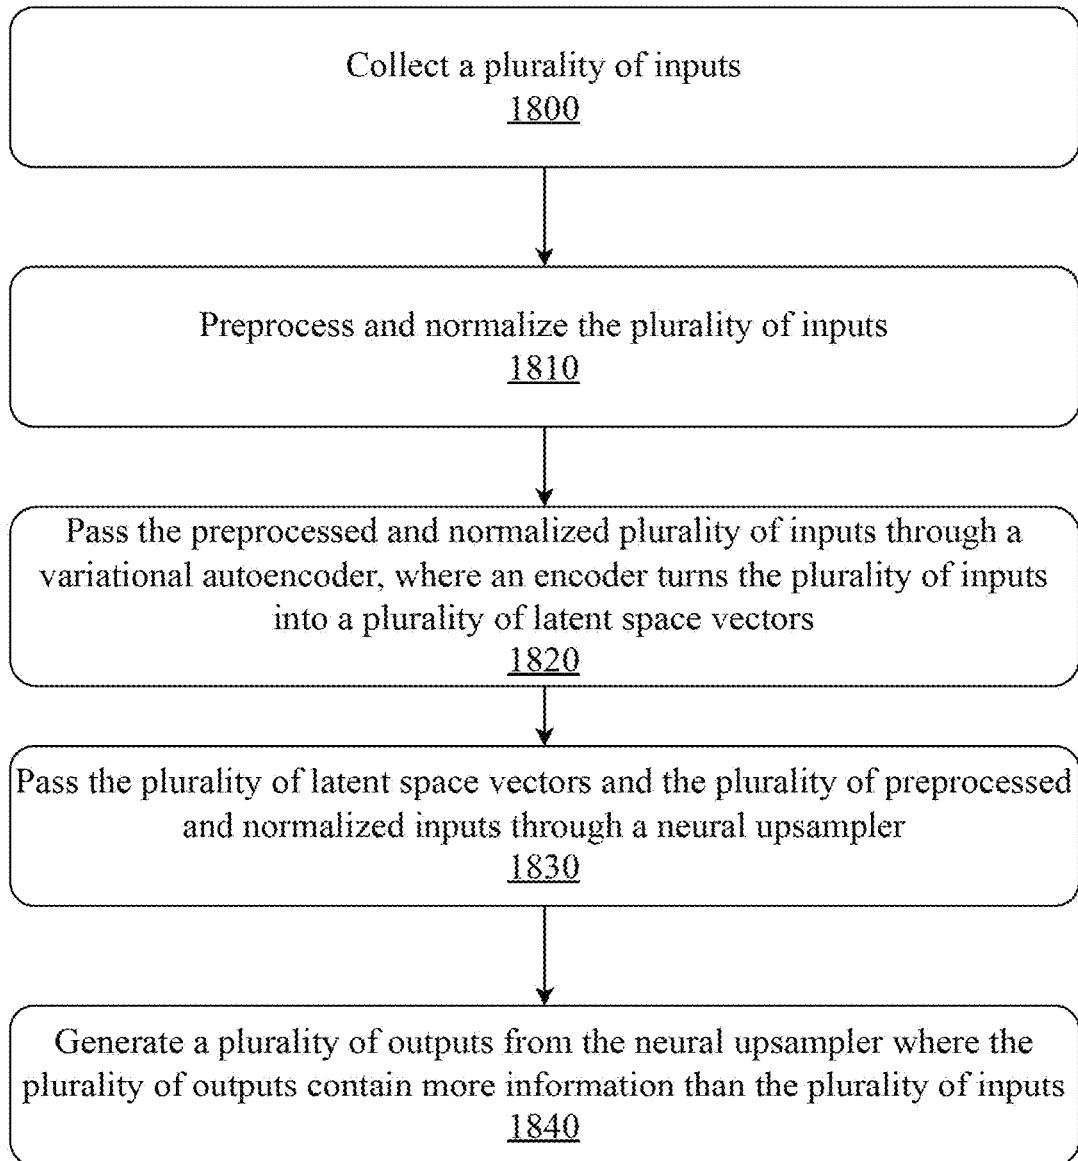 Collect a plurality of inputs
1800
Preprocess and normalize the plurality of inputs
1810
Pass the preprocessed and normalized plurality of inputs through a
variational autoencoder, where an encoder turns the plurality of inputs
into a plurality of latent space vectors
1820
Pass the plurality of latent space vectors and the plurality of preprocessed
and normalized inputs through a neural upsampler
1830
Generate a plurality of outputs from the neural upsampler where the
plurality of outputs contain more information than the plurality of inputs
1840